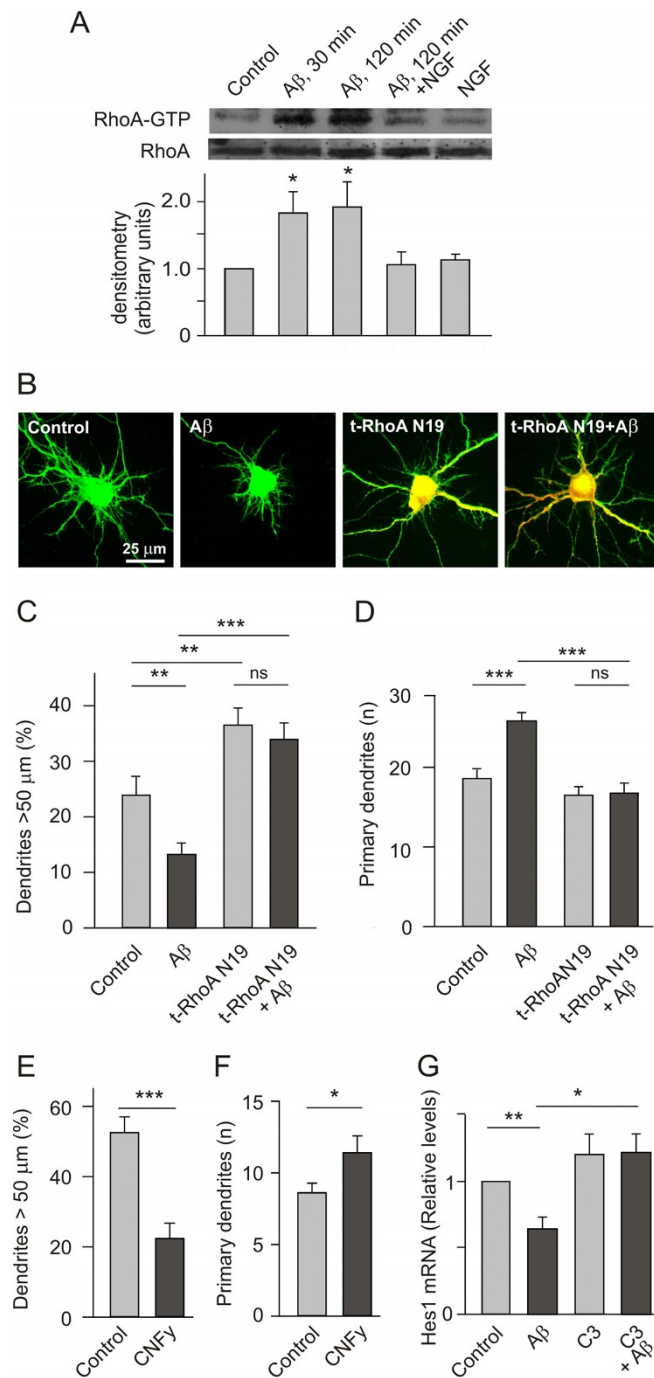 A
Control
Aβ, 30 min
Aβ, 120 min
Aβ, 120 min
+NGF
NGF
RhoA-GTP
RhoA
densitometry
(arbitrary units)
2.0
1.0
0
*
*
B
Control
25 μm
Aβ
t-RhoA N19
t-RhoA N19+Aβ
C
Dendrites >50 μm (%)
40
30
20
10
0
***
**
**
ns
Control
Aβ
t-RhoA N19
t-RhoA N19
+ Aβ
D
Primary dendrites (n)
30
20
10
0
***
***
ns
Control
Aβ
t-RhoAN19
t-RhoA N19
+ Aβ
E
Dendrites > 50 μm (%)
60
40
20
0
***
Control
CNFy
F
Primary dendrites (n)
15
10
5
0
*
Control
CNFy
G
Hes1 mRNA (Relative levels)
1
0
**
*
Control
Aβ
C3
C3
+ Aβ